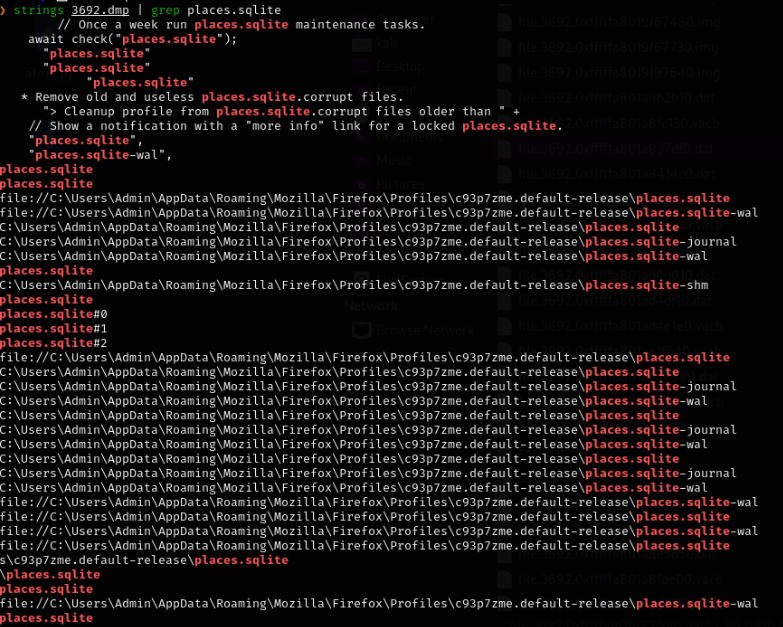 ❯ strings 3692.dmp | grep places.sqlite
// Once a week run places.sqlite maintenance tasks.
await check("places.sqlite");
"places.sqlite"
"places.sqlite"
"places.sqlite"
* Remove old and useless places.sqlite.corrupt files.
"> Cleanup profile from places.sqlite.corrupt files older than " +
// Show a notification with a "more info" link for a locked places.sqlite.
"places.sqlite",
"places.sqlite-wal",
places.sqlite
places.sqlite
file://C:\Users\Admin\AppData\Roaming\Mozilla\Firefox\Profiles\c93p7zme.default-release\places.sqlite
file://C:\Users\Admin\AppData\Roaming\Mozilla\Firefox\Profiles\c93p7zme.default-release\places.sqlite-wal
C:\Users\Admin\AppData\Roaming\Mozilla\Firefox\Profiles\c93p7zme.default-release\places.sqlite
C:\Users\Admin\AppData\Roaming\Mozilla\Firefox\Profiles\c93p7zme.default-release\places.sqlite-journal
C:\Users\Admin\AppData\Roaming\Mozilla\Firefox\Profiles\c93p7zme.default-release\places.sqlite-wal
places.sqlite
C:\Users\Admin\AppData\Roaming\Mozilla\Firefox\Profiles\c93p7zme.default-release\places.sqlite-shm
places.sqlite
places.sqlite#0
places.sqlite#1
places.sqlite#2
file://C:\Users\Admin\AppData\Roaming\Mozilla\Firefox\Profiles\c93p7zme.default-release\places.sqlite
C:\Users\Admin\AppData\Roaming\Mozilla\Firefox\Profiles\c93p7zme.default-release\places.sqlite
C:\Users\Admin\AppData\Roaming\Mozilla\Firefox\Profiles\c93p7zme.default-release\places.sqlite-journal
C:\Users\Admin\AppData\Roaming\Mozilla\Firefox\Profiles\c93p7zme.default-release\places.sqlite-wal
C:\Users\Admin\AppData\Roaming\Mozilla\Firefox\Profiles\c93p7zme.default-release\places.sqlite
C:\Users\Admin\AppData\Roaming\Mozilla\Firefox\Profiles\c93p7zme.default-release\places.sqlite-journal
C:\Users\Admin\AppData\Roaming\Mozilla\Firefox\Profiles\c93p7zme.default-release\places.sqlite-wal
C:\Users\Admin\AppData\Roaming\Mozilla\Firefox\Profiles\c93p7zme.default-release\places.sqlite
C:\Users\Admin\AppData\Roaming\Mozilla\Firefox\Profiles\c93p7zme.default-release\places.sqlite-journal
C:\Users\Admin\AppData\Roaming\Mozilla\Firefox\Profiles\c93p7zme.default-release\places.sqlite-wal
file://C:\Users\Admin\AppData\Roaming\Mozilla\Firefox\Profiles\c93p7zme.default-release\places.sqlite-wal
file://C:\Users\Admin\AppData\Roaming\Mozilla\Firefox\Profiles\c93p7zme.default-release\places.sqlite
file://C:\Users\Admin\AppData\Roaming\Mozilla\Firefox\Profiles\c93p7zme.default-release\places.sqlite-wal
file://C:\Users\Admin\AppData\Roaming\Mozilla\Firefox\Profiles\c93p7zme.default-release\places.sqlite
s\c93p7zme.default-release\places.sqlite
\places.sqlite
places.sqlite
file://C:\Users\Admin\AppData\Roaming\Mozilla\Firefox\Profiles\c93p7zme.default-release\places.sqlite-wal
places.sqlite
Desktop
Music
Network
Browse Network